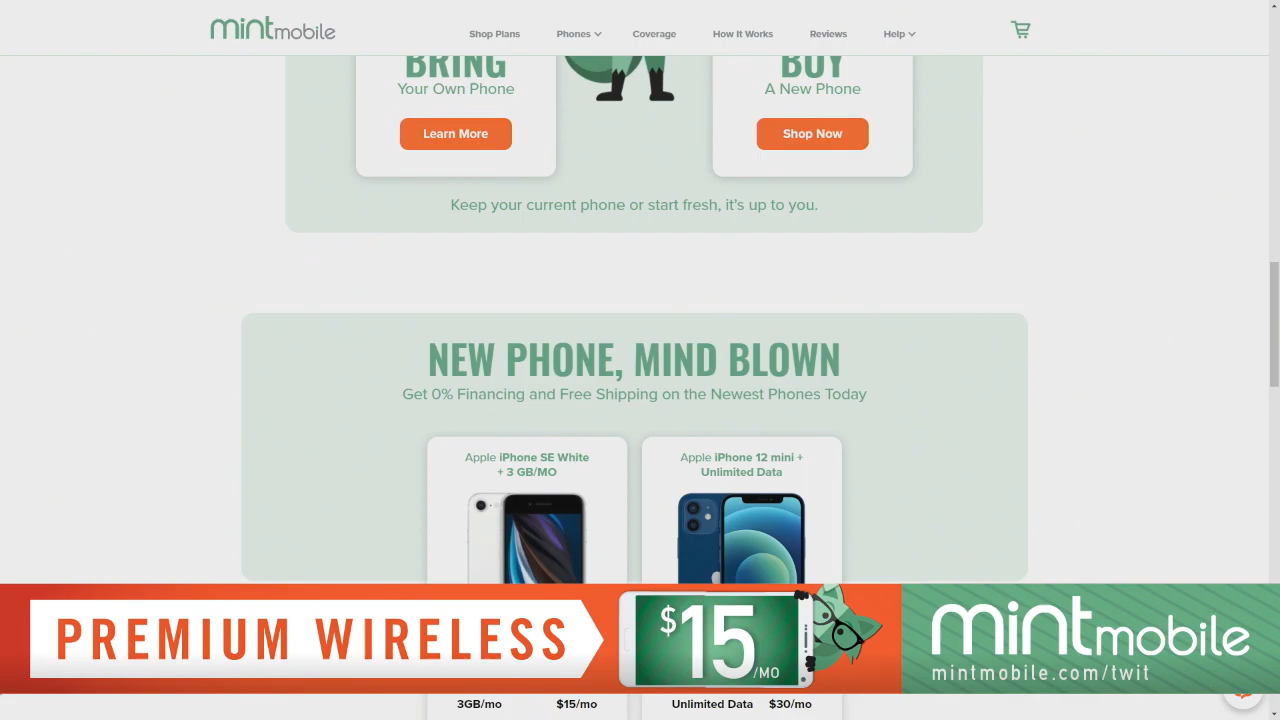 mintmobile
Shop Plans
Phones
Coverage
How It Works
Reviews
Help
BRING
Your Own Phone
Learn More
BUY
A New Phone
Shop Now
Keep your current phone or start fresh, it's up to you.
NEW PHONE, MIND BLOWN
Get 0% Financing and Free Shipping on the Newest Phones Today
Apple iPhone SE White
+ 3 GB/MO
Apple iPhone 12 mini +
Unlimited Data
PREMIUM WIRELESS
$15/MO
mintmobile
mintmobile.com/twit
3GB/mo $15/mo
Unlimited Data $30/mo